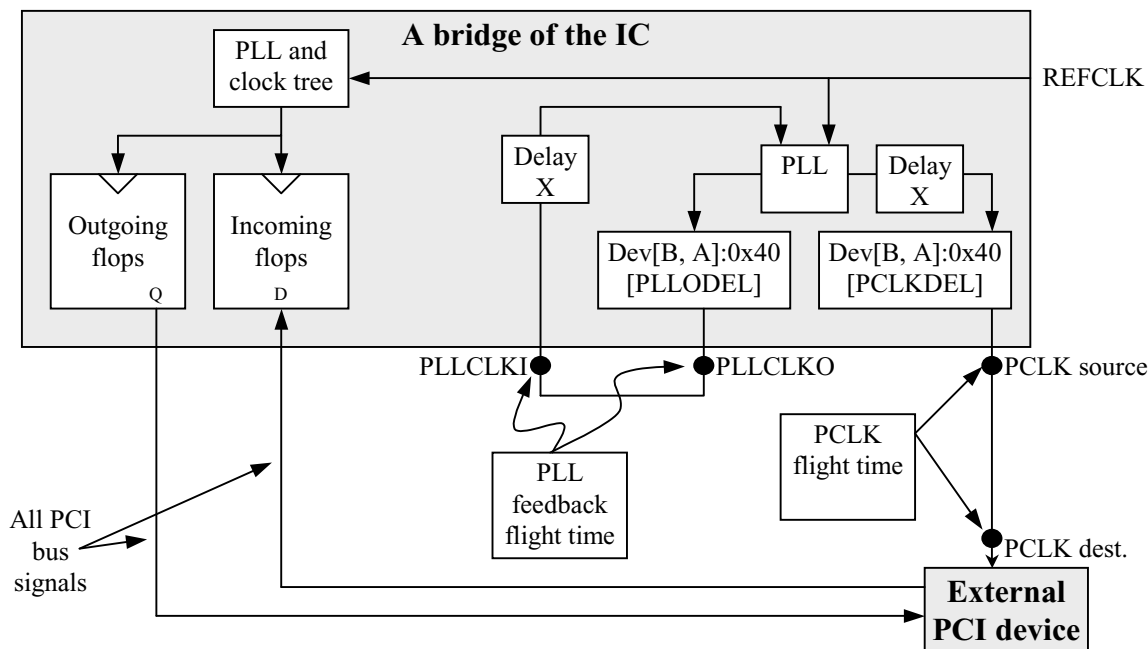 A bridge of the IC
PLL and
clock tree
REFCLK
Delay
X
PLL
Delay
X
Outgoing
flops
Q
Incoming
flops
D
Dev[B, A]:0x40
[PLLODEL]
Dev[B, A]:0x40
[PCLKDEL]
PLLCLKI
PLLCLKO
PCLK source
PCLK
flight time
PLL
feedback
flight time
All PCI
bus
signals
PCLK dest.
External
PCI device